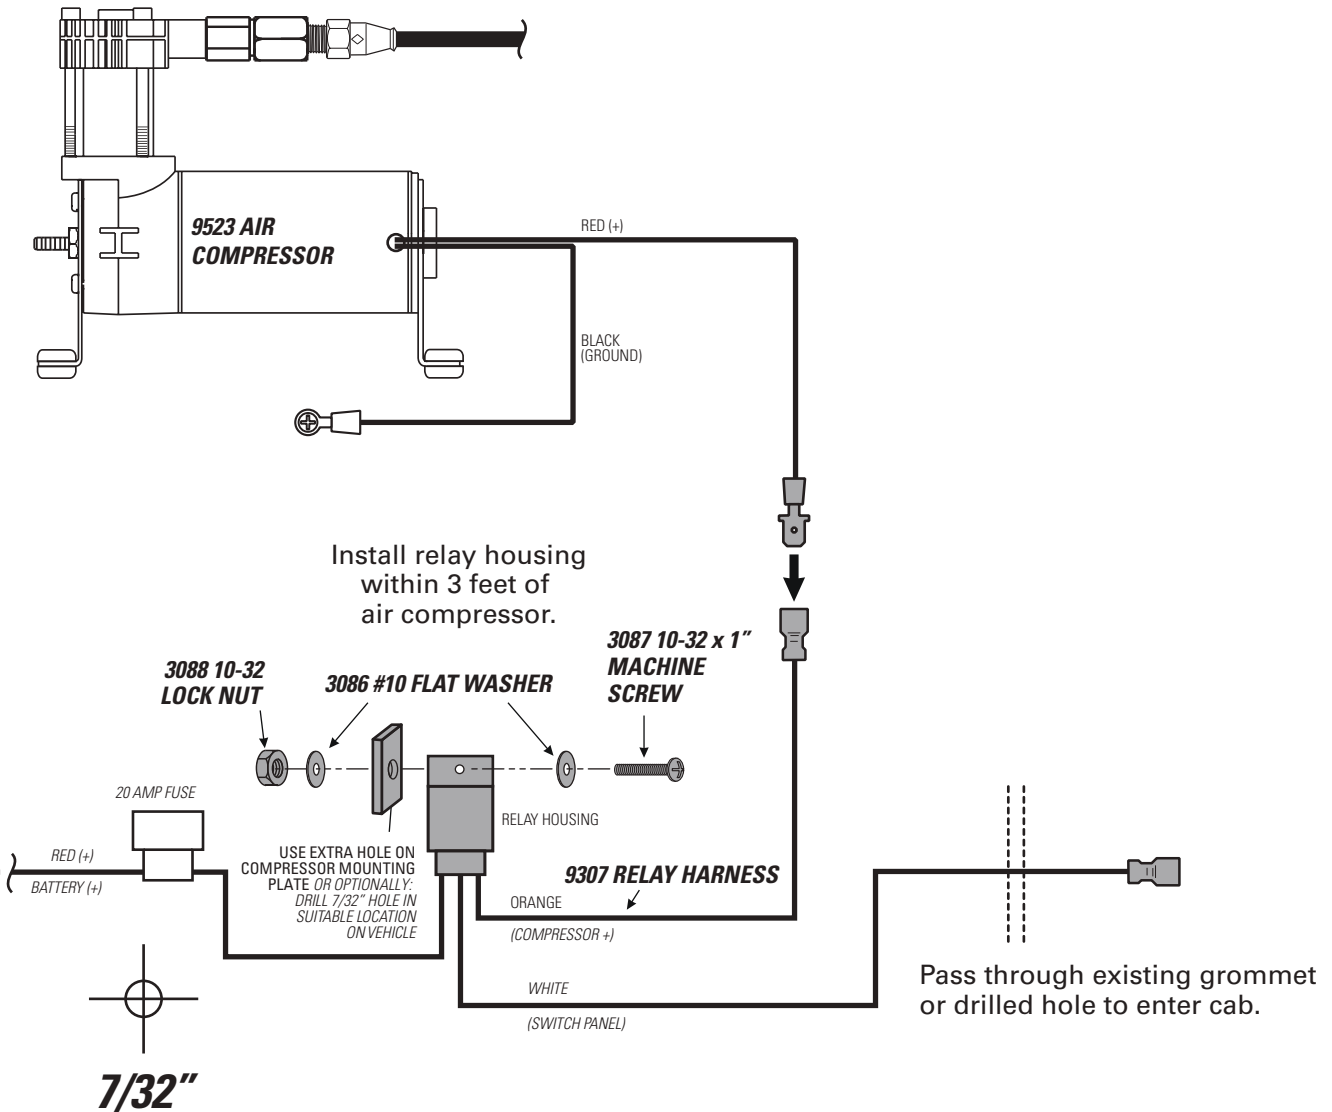 9523 AIR
COMPRESSOR
RED (+)
BLACK
(GROUND)
Install relay housing
within 3 feet of
air compressor.
3087 10-32 x 1”
MACHINE
SCREW
3088 10-32
LOCK NUT
3086 #10 FLAT WASHER
20 AMP FUSE
RELAY HOUSING
RED (+)
BATTERY (+)
USE EXTRA HOLE ON
COMPRESSOR MOUNTING
PLATE OR OPTIONALLY:
DRILL 7/32” HOLE IN
SUITABLE LOCATION
ON VEHICLE
9307 RELAY HARNESS
ORANGE
(COMPRESSOR +)
WHITE
(SWITCH PANEL)
Pass through existing grommet
or drilled hole to enter cab.
7/32”